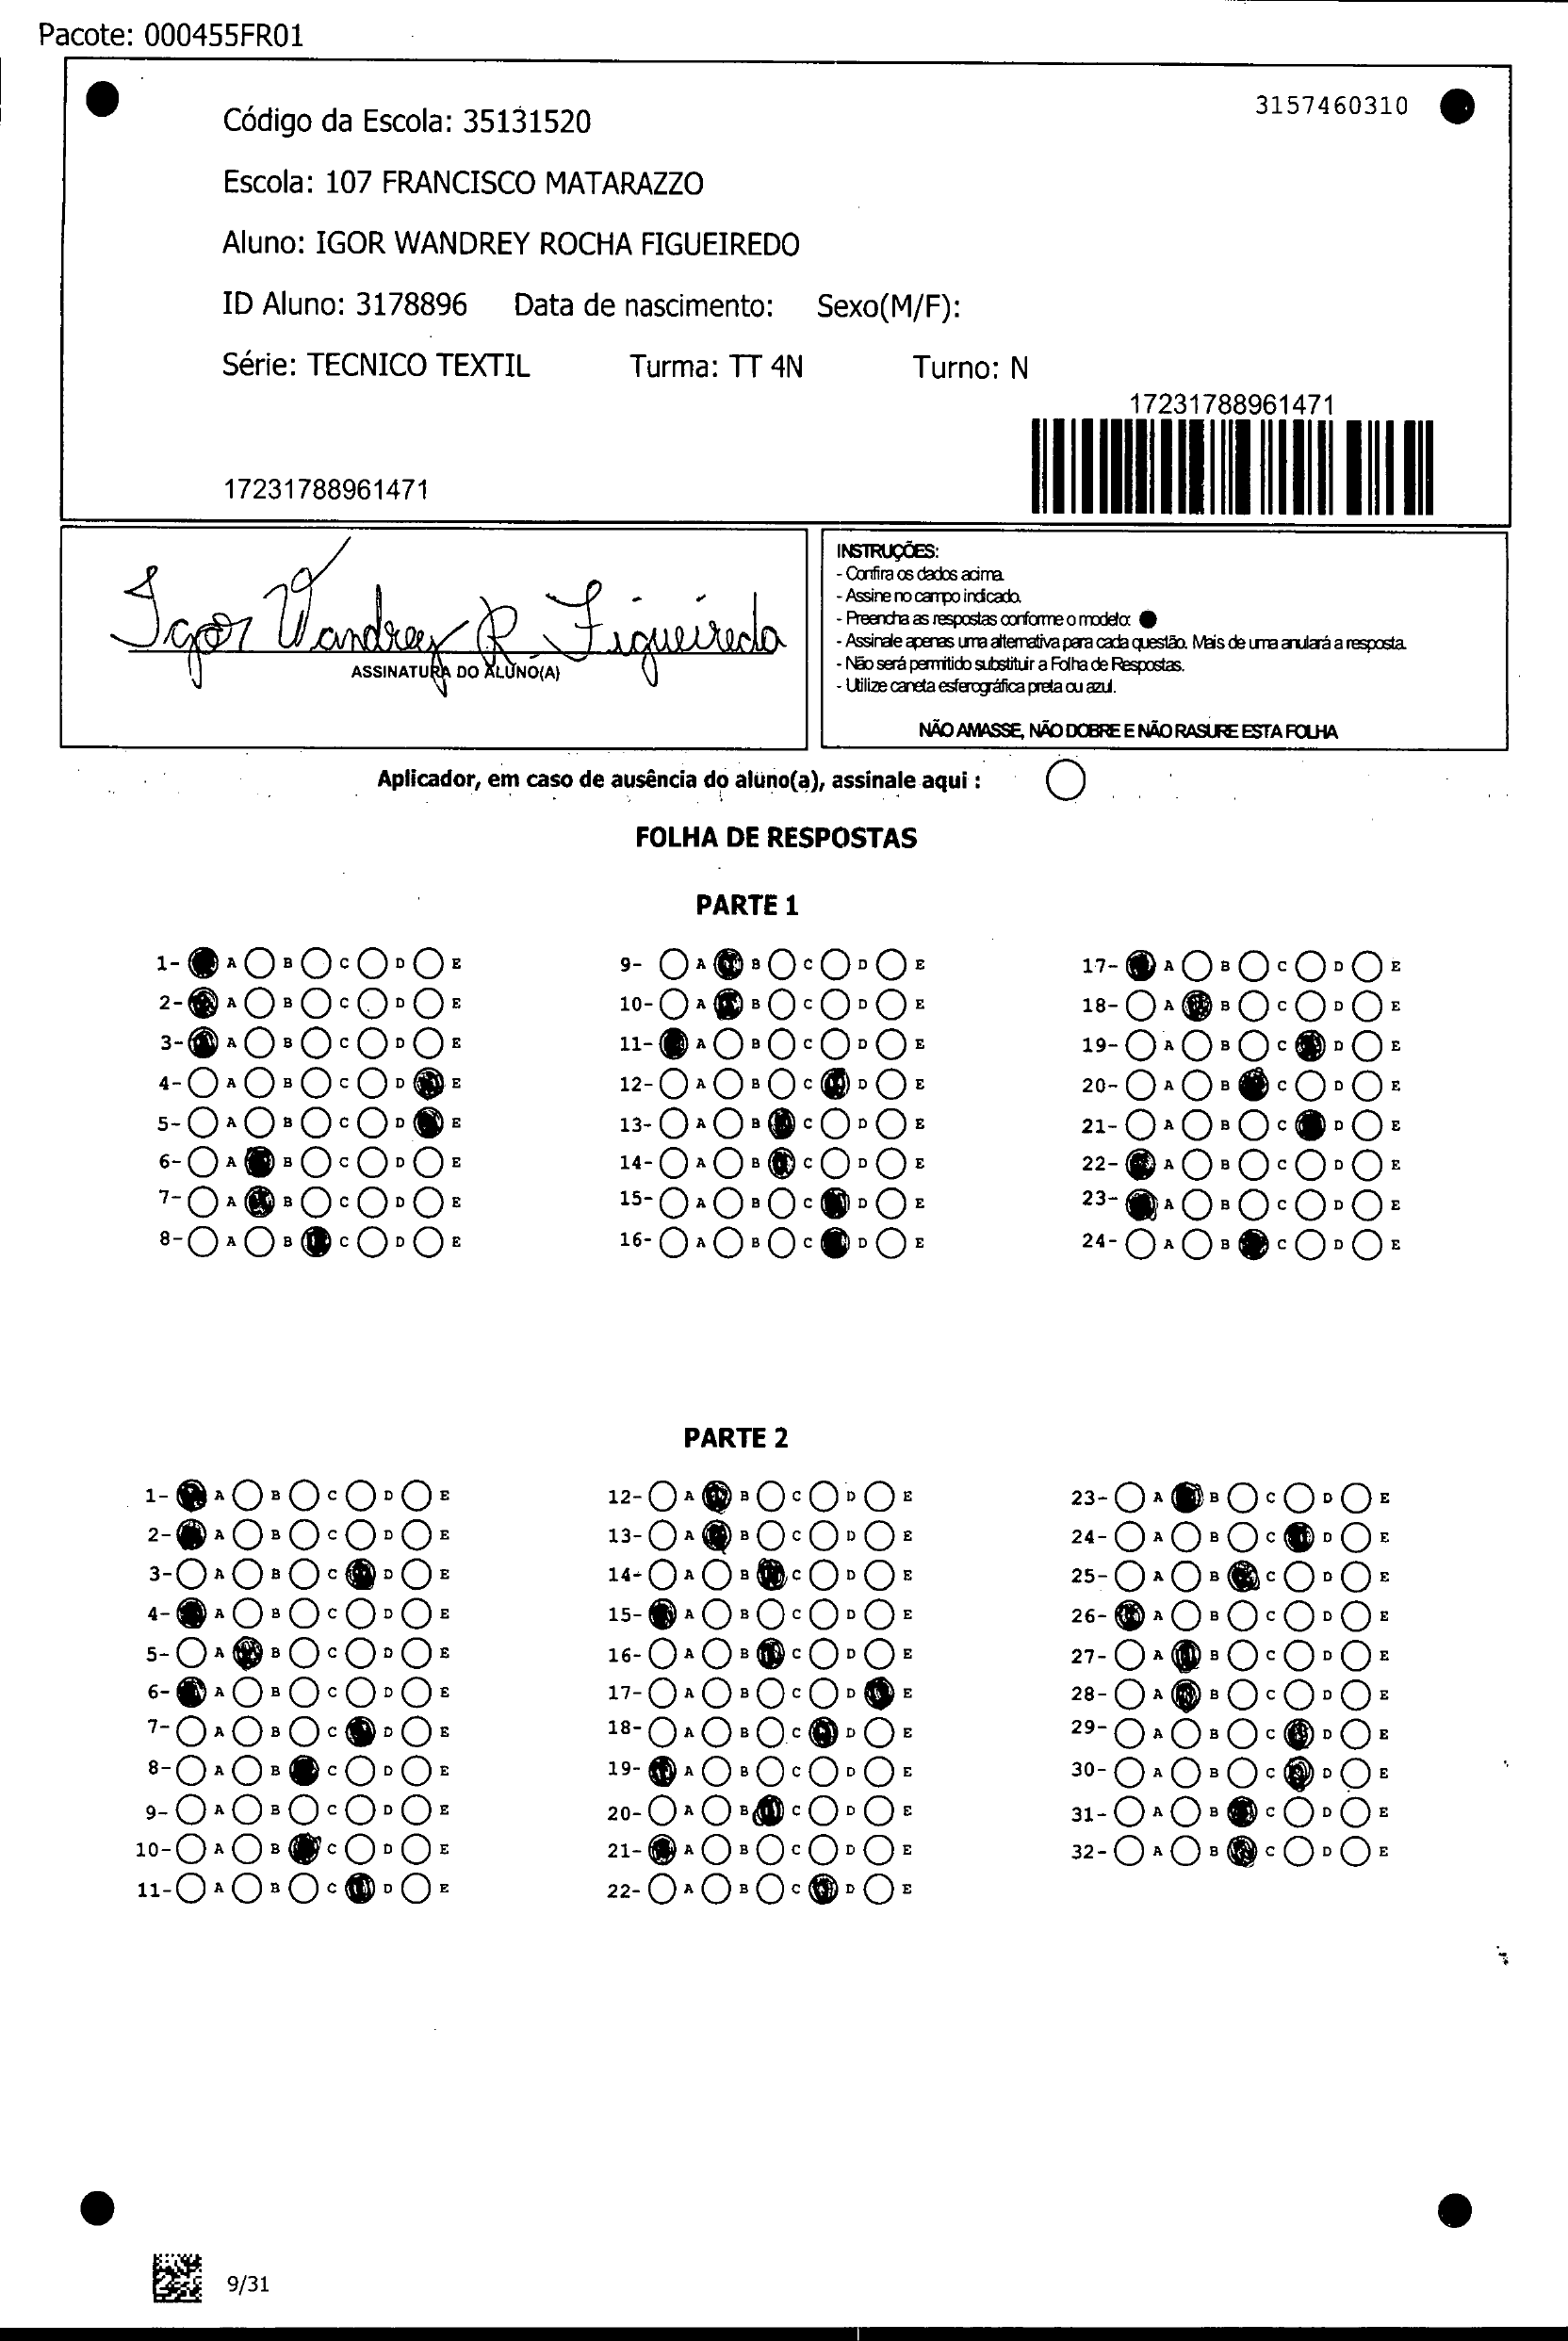 Pacote: 000455FR01
3157460310
Código da Escola: 35131520
Escola: 107 FRANCISCO MATARAZZO
Aluno: IGOR WANDREY ROCHA FIGUEIREDO
ID Aluno: 3178896 Data de nascimento: Sexo(M/F):
Série: TECNICO TEXTIL Turma: TT 4N Turno: N
17231788961471
17231788961471
Igor Wandrey R. Figueiredo
ASSINATURA DO ALUNO(A)
INSTRUÇÕES:
- Confira os dados acima.
- Assine no campo indicado.
- Preencha as respostas conforme o modelo:
- Assinale apenas uma alternativa para cada questão. Mais de uma anulará a resposta.
- Não será permitido substituir a Folha de Respostas.
- Utilize caneta esferográfica preta ou azul.
NÃO AMASSE, NÃO DOBRE E NÃO RASURE ESTA FOLHA
Aplicador, em caso de ausência do aluno(a), assinale aqui :
FOLHA DE RESPOSTAS
PARTE 1
1- A B C D E 9- A B C D E 17- A B C D E
2- A B C D E 10- A B C D E 18- A B C D E
3- A B C D E 11- A B C D E 19- A B C D E
4- A B C D E 12- A B C D E 20- A B C D E
5- A B C D E 13- A B C D E 21- A B C D E
6- A B C D E 14- A B C D E 22- A B C D E
7- A B C D E 15- A B C D E 23- A B C D E
8- A B C D E 16- A B C D E 24- A B C D E
PARTE 2
1- A B C D E 12- A B C D E 23- A B C D E
2- A B C D E 13- A B C D E 24- A B C D E
3- A B C D E 14- A B C D E 25- A B C D E
4- A B C D E 15- A B C D E 26- A B C D E
5- A B C D E 16- A B C D E 27- A B C D E
6- A B C D E 17- A B C D E 28- A B C D E
7- A B C D E 18- A B C D E 29- A B C D E
8- A B C D E 19- A B C D E 30- A B C D E
9- A B C D E 20- A B C D E 31- A B C D E
10- A B C D E 21- A B C D E 32- A B C D E
11- A B C D E 22- A B C D E
9/31